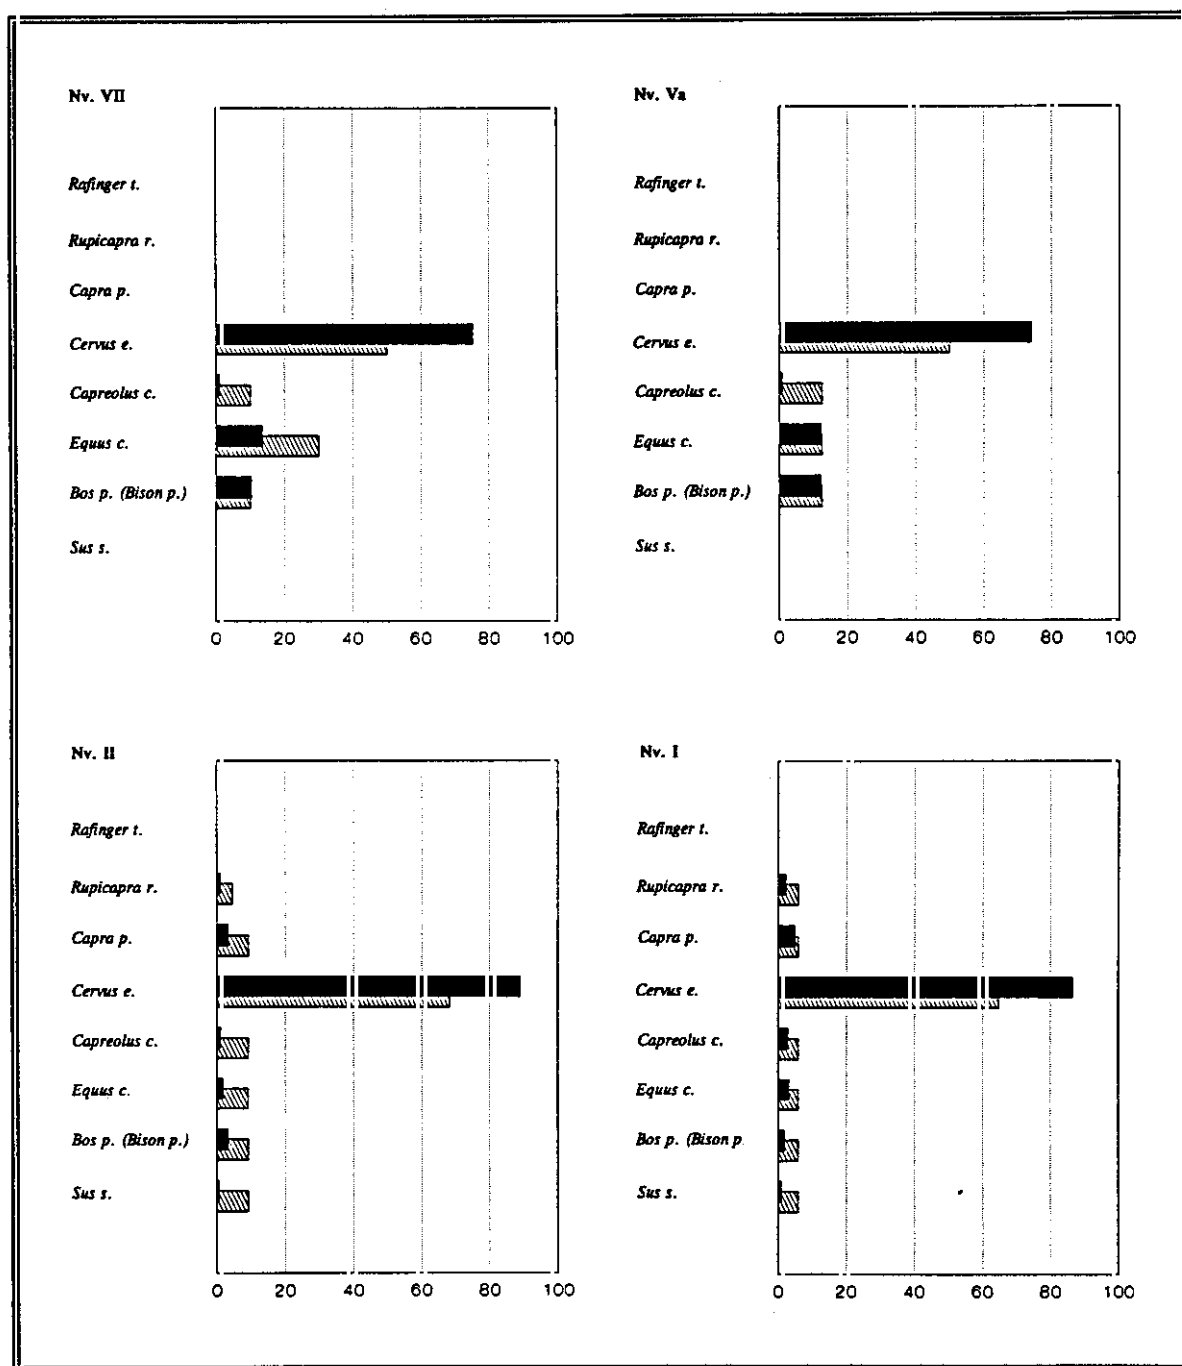 Nv. VII
Rafinger t.
Rupicapra r.
Capra p.
Cervus e.
Capreolus c.
Equus c.
Bos p. (Bison p.)
Sus s.
0 20 40 60 80 100
Nv. Va
Rafinger t.
Rupicapra r.
Capra p.
Cervus e.
Capreolus c.
Equus c.
Bos p. (Bison p.)
Sus s.
0 20 40 60 80 100
Nv. II
Rafinger t.
Rupicapra r.
Capra p.
Cervus e.
Capreolus c.
Equus c.
Bos p. (Bison p.)
Sus s.
0 20 40 60 80 100
Nv. I
Rafinger t.
Rupicapra r.
Capra p.
Cervus e.
Capreolus c.
Equus c.
Bos p. (Bison p
Sus s.
0 20 40 60 80 100